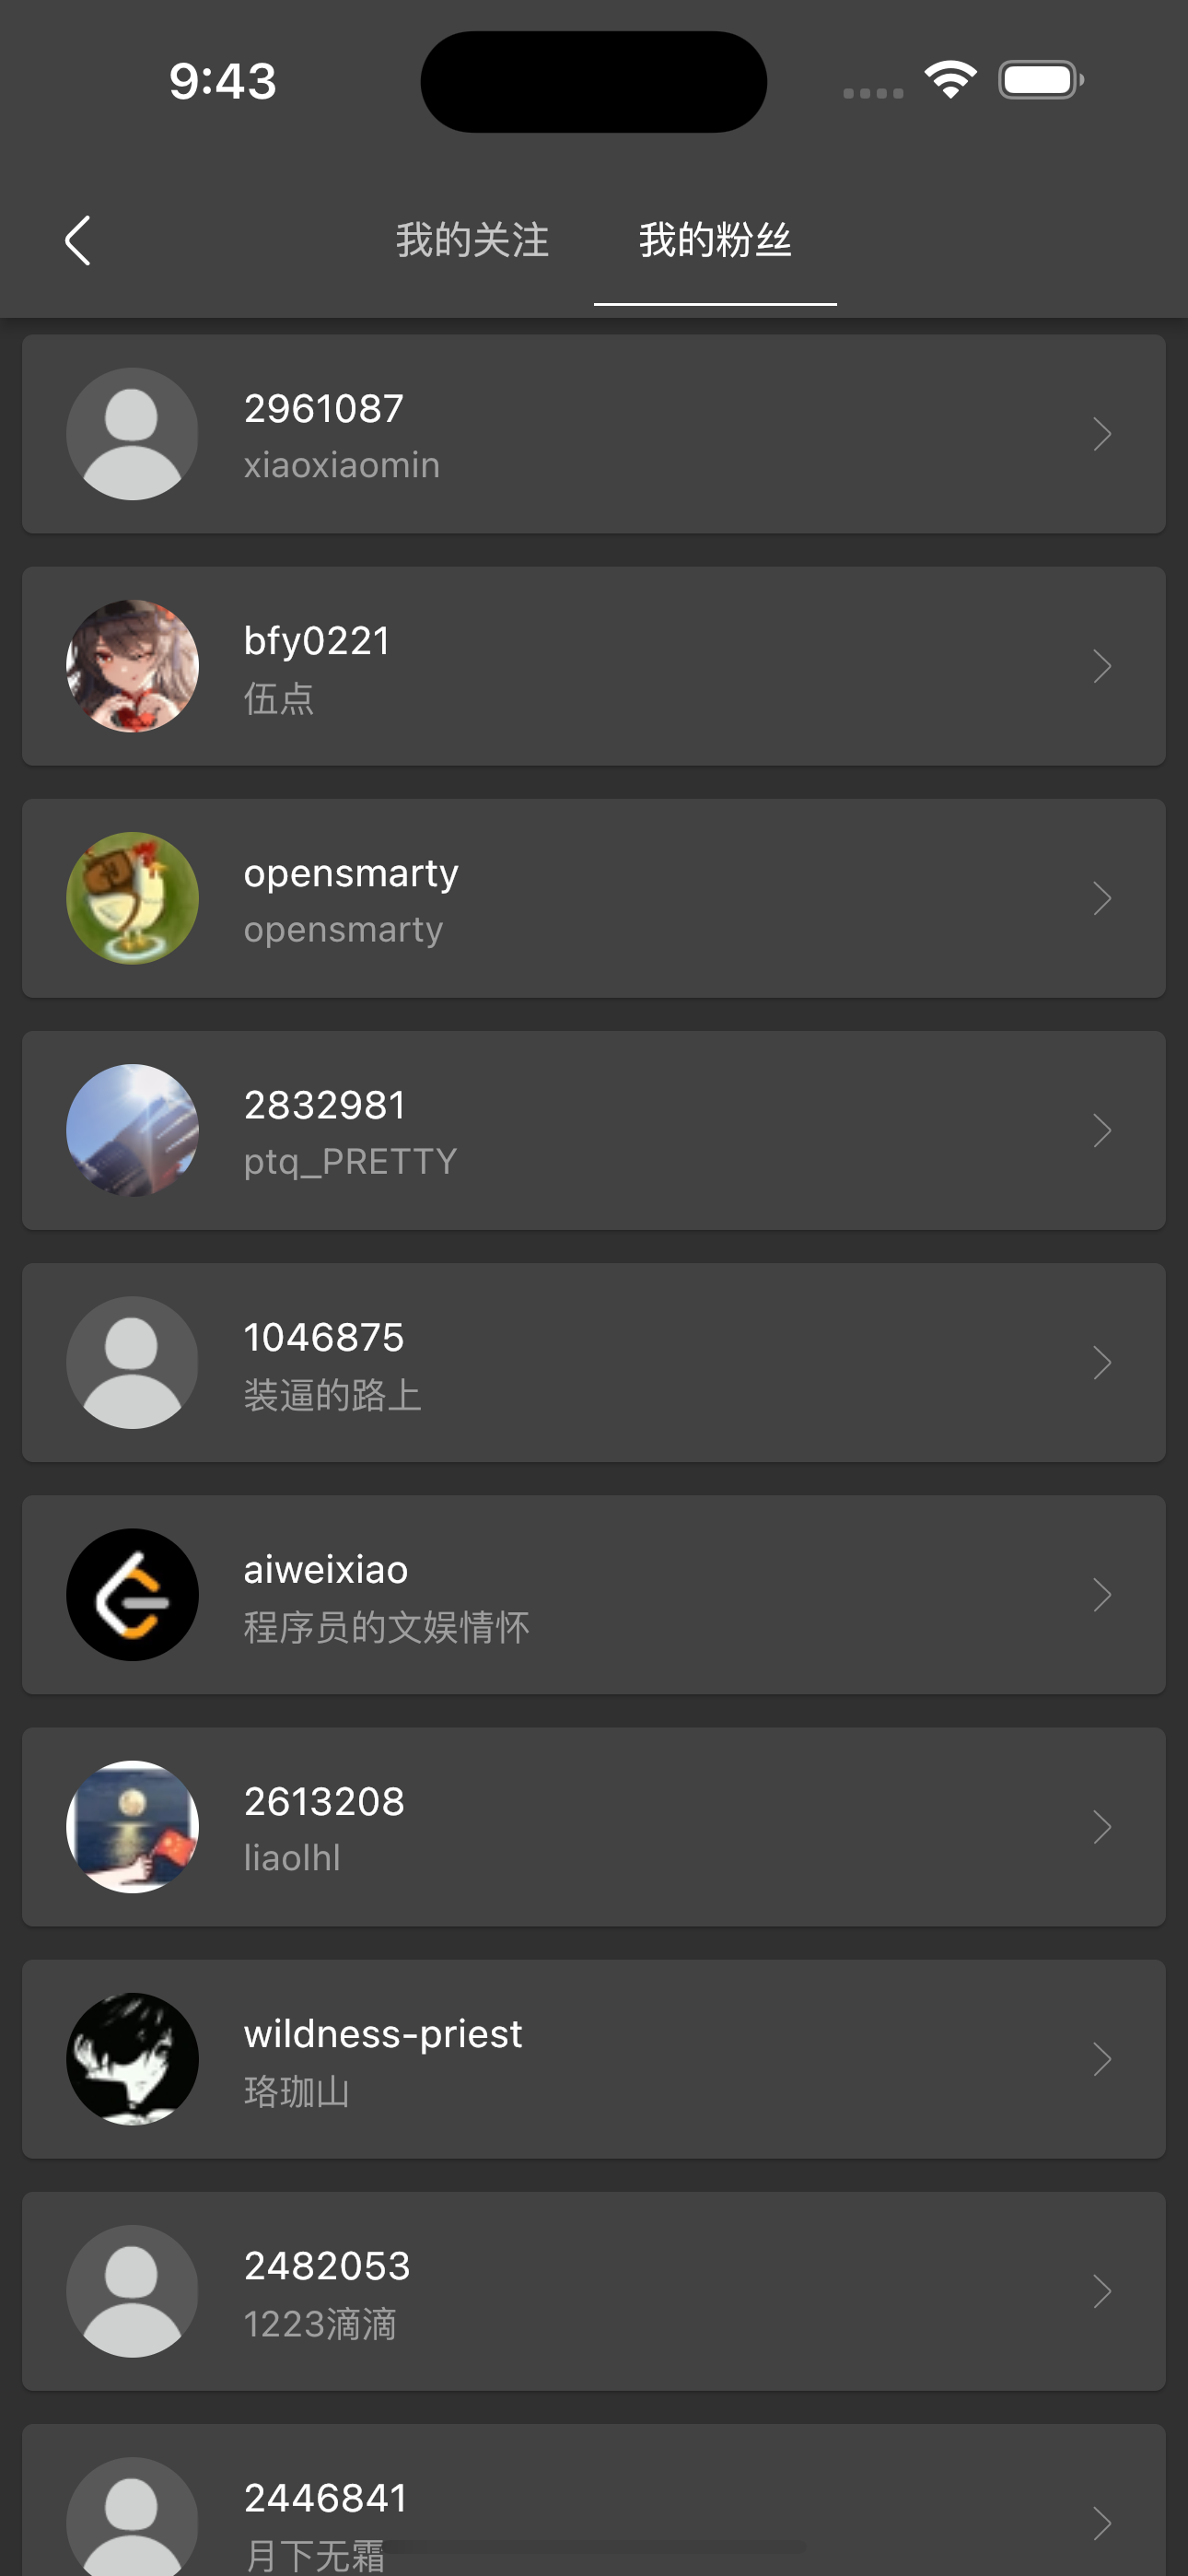 9:43
我的关注 我的粉丝
2961087
xiaoxiaomin
bfy0221
伍点
opensmarty
opensmarty
2832981
ptq_PRETTY
1046875
装逼的路上
aiweixiao
程序员的文娱情怀
2613208
liaolhl
wildness-priest
珞珈山
2482053
1223滴滴
2446841
月下无霜